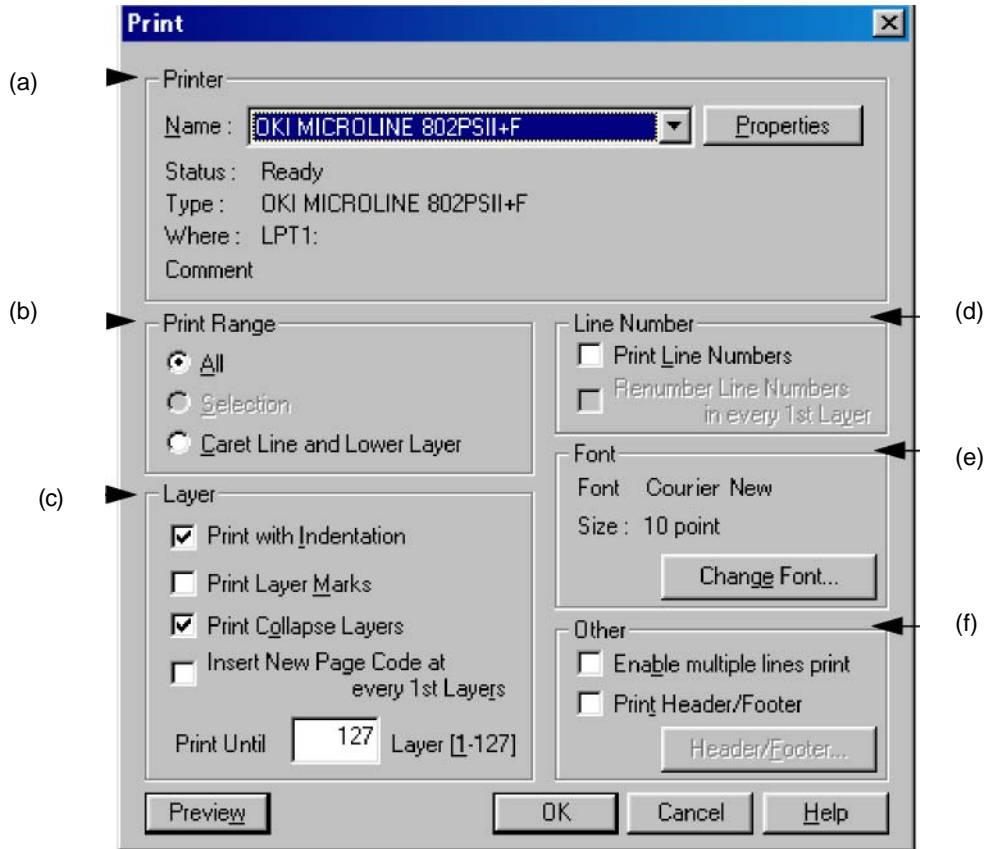 Print
(a)
Printer
Name : OKI MICROLINE 802PSII+F Properties
Status : Ready
Type : OKI MICROLINE 802PSII+F
Where : LPT1:
Comment
(b)
Print Range
All
Selection
Caret Line and Lower Layer
(d)
Line Number
Print Line Numbers
Renumber Line Numbers
in every 1st Layer
(e)
Font
Font Courier New
Size : 10 point
Change Font...
(c)
Layer
Print with Indentation
Print Layer Marks
Print Collapse Layers
Insert New Page Code at
every 1st Layers
Print Until 127 Layer [1-127]
(f)
Other
Enable multiple lines print
Print Header/Footer
Header/Footer...
Preview OK Cancel Help